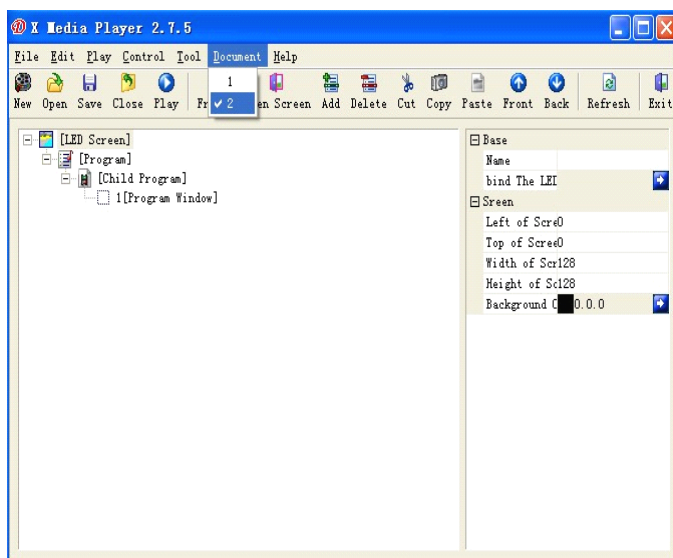 X Media Player 2.7.5
File Edit Play Control Tool Document Help
1
2
New Open Save Close Play Screen Add Delete Cut Copy Paste Front Back Refresh Exit
[LED Screen]
[Program]
[Child Program]
1[Program Window]
Base
Name
bind The LEI
Sreen
Left of Scre0
Top of Scree0
Width of Scr128
Height of Sc128
Background C 0.0.0